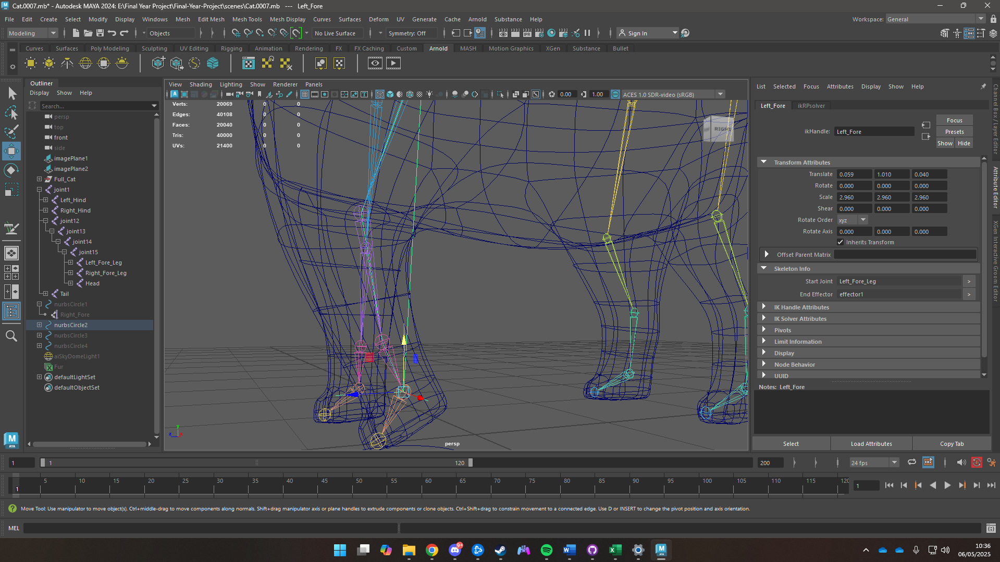 Cat.0007.mb* - Autodesk MAYA 2024: E:\Final Year Project\Final-Year-Project\scenes\Cat.0007.mb --- Left_Fore
File Edit Create Select Modify Display Windows Mesh Edit Mesh Mesh Tools Mesh Display Curves Surfaces Deform UV Generate Cache Arnold Substance Help
Workspace: General
Modeling Objects No Live Surface Symmetry: Off Sign In
Curves Surfaces Poly Modeling Sculpting UV Editing Rigging Animation Rendering FX FX Caching Custom Arnold MASH Motion Graphics XGen Substance Bullet
IPR
Outliner
Display Show Help
Search...
persp
top
front
side
imagePlane1
imagePlane2
Full_Cat
joint1
Left_Hind
Right_Hind
joint12
joint13
joint14
joint15
Left_Fore_Leg
Right_Fore_Leg
Head
Tail
nurbsCircle1
Right_Fore
nurbsCircle2
nurbsCircle3
nurbsCircle4
aiSkyDomeLight1
Fur
defaultLightSet
defaultObjectSet
View Shading Lighting Show Renderer Panels
0.00 1.00 ACES 1.0 SDR-video (sRGB)
Verts: 20069 0 0
Edges: 40108 0 0
Faces: 20040 0 0
Tris: 40000 0 0
UVs: 21400 0 0
RIGHT
y
z
x
persp
List Selected Focus Attributes Display Show Help
Left_Fore ikRPsolver
ikHandle: Left_Fore
Focus
Presets
Show Hide
Transform Attributes
Translate 0.059 1.010 0.040
Rotate 0.000 0.000 0.000
Scale 2.960 2.960 2.960
Shear 0.000 0.000 0.000
Rotate Order xyz
Rotate Axis 0.000 0.000 0.000
Inherits Transform
Offset Parent Matrix
Skeleton Info
Start Joint Left_Fore_Leg >
End Effector effector1 >
IK Handle Attributes
IK Solver Attributes
Pivots
Limit Information
Display
Node Behavior
UUID
Notes: Left_Fore
Select Load Attributes Copy Tab
Channel Box / Layer Editor
Attribute Editor
XGen Interactive Groom Editor
1 1 120 200 24 fps
5 10 15 20 25 30 35 40 45 50 55 60 65 70 75 80 85 90 95 100 105 110 115 120
1 1
Move Tool: Use manipulator to move object(s). Ctrl+middle-drag to move components along normals. Shift+drag manipulator axis or plane handles to extrude components or clone objects. Ctrl+Shift+drag to constrain movement to a connected edge. Use D or INSERT to change the pivot position and axis orientation.
MEL
9+
10:36
06/05/2025